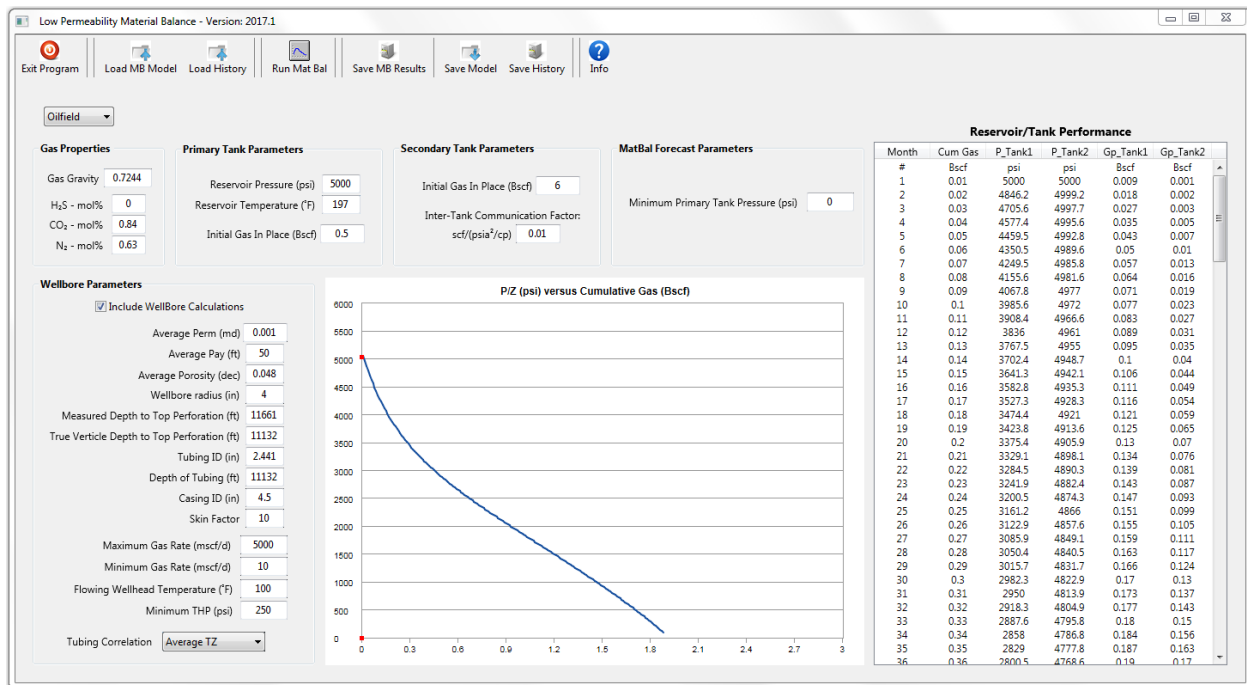 Low Permeability Material Balance - Version: 2017.1
Exit Program Load MB Model Load History Run Mat Bal Save MB Results Save Model Save History Info
Oilfield
Gas Properties
Gas Gravity 0.7244
H₂S - mol% 0
CO₂ - mol% 0.84
N₂ - mol% 0.63
Primary Tank Parameters
Reservoir Pressure (psi) 5000
Reservoir Temperature (°F) 197
Initial Gas In Place (Bscf) 0.5
Secondary Tank Parameters
Initial Gas In Place (Bscf) 6
Inter-Tank Communication Factor:
scf/(psia²/cp) 0.01
MatBal Forecast Parameters
Minimum Primary Tank Pressure (psi) 0
Wellbore Parameters
Include WellBore Calculations
Average Perm (md) 0.001
Average Pay (ft) 50
Average Porosity (dec) 0.048
Wellbore radius (in) 4
Measured Depth to Top Perforation (ft) 11661
True Verticle Depth to Top Perforation (ft) 11132
Tubing ID (in) 2.441
Depth of Tubing (ft) 11132
Casing ID (in) 4.5
Skin Factor 10
Maximum Gas Rate (mscf/d) 5000
Minimum Gas Rate (mscf/d) 10
Flowing Wellhead Temperature (°F) 100
Minimum THP (psi) 250
Tubing Correlation Average TZ
P/Z (psi) versus Cumulative Gas (Bscf)
6000
5500
5000
4500
4000
3500
3000
2500
2000
1500
1000
500
0
0 0.3 0.6 0.9 1.2 1.5 1.8 2.1 2.4 2.7 3
Reservoir/Tank Performance
Month Cum Gas P_Tank1 P_Tank2 Gp_Tank1 Gp_Tank2
# Bscf psi psi Bscf Bscf
1 0.01 5000 5000 0.009 0.001
2 0.02 4846.2 4999.2 0.018 0.002
3 0.03 4705.6 4997.7 0.027 0.003
4 0.04 4577.4 4995.6 0.035 0.005
5 0.05 4459.5 4992.8 0.043 0.007
6 0.06 4350.5 4989.6 0.05 0.01
7 0.07 4249.5 4985.8 0.057 0.013
8 0.08 4155.6 4981.6 0.064 0.016
9 0.09 4067.8 4977 0.071 0.019
10 0.1 3985.6 4972 0.077 0.023
11 0.11 3908.4 4966.6 0.083 0.027
12 0.12 3836 4961 0.089 0.031
13 0.13 3767.5 4955 0.095 0.035
14 0.14 3702.4 4948.7 0.1 0.04
15 0.15 3641.3 4942.1 0.106 0.044
16 0.16 3582.8 4935.3 0.111 0.049
17 0.17 3527.3 4928.3 0.116 0.054
18 0.18 3474.4 4921 0.121 0.059
19 0.19 3423.8 4913.6 0.125 0.065
20 0.2 3375.4 4905.9 0.13 0.07
21 0.21 3329.1 4898.1 0.134 0.076
22 0.22 3284.5 4890.3 0.139 0.081
23 0.23 3241.9 4882.4 0.143 0.087
24 0.24 3200.5 4874.3 0.147 0.093
25 0.25 3161.2 4866 0.151 0.099
26 0.26 3122.9 4857.6 0.155 0.105
27 0.27 3085.9 4849.1 0.159 0.111
28 0.28 3050.4 4840.5 0.163 0.117
29 0.29 3015.7 4831.7 0.166 0.124
30 0.3 2982.3 4822.9 0.17 0.13
31 0.31 2950 4813.9 0.173 0.137
32 0.32 2918.3 4804.9 0.177 0.143
33 0.33 2887.6 4795.8 0.18 0.15
34 0.34 2858 4786.8 0.184 0.156
35 0.35 2829 4777.8 0.187 0.163
36 0.36 2800.5 4768.6 0.19 0.17